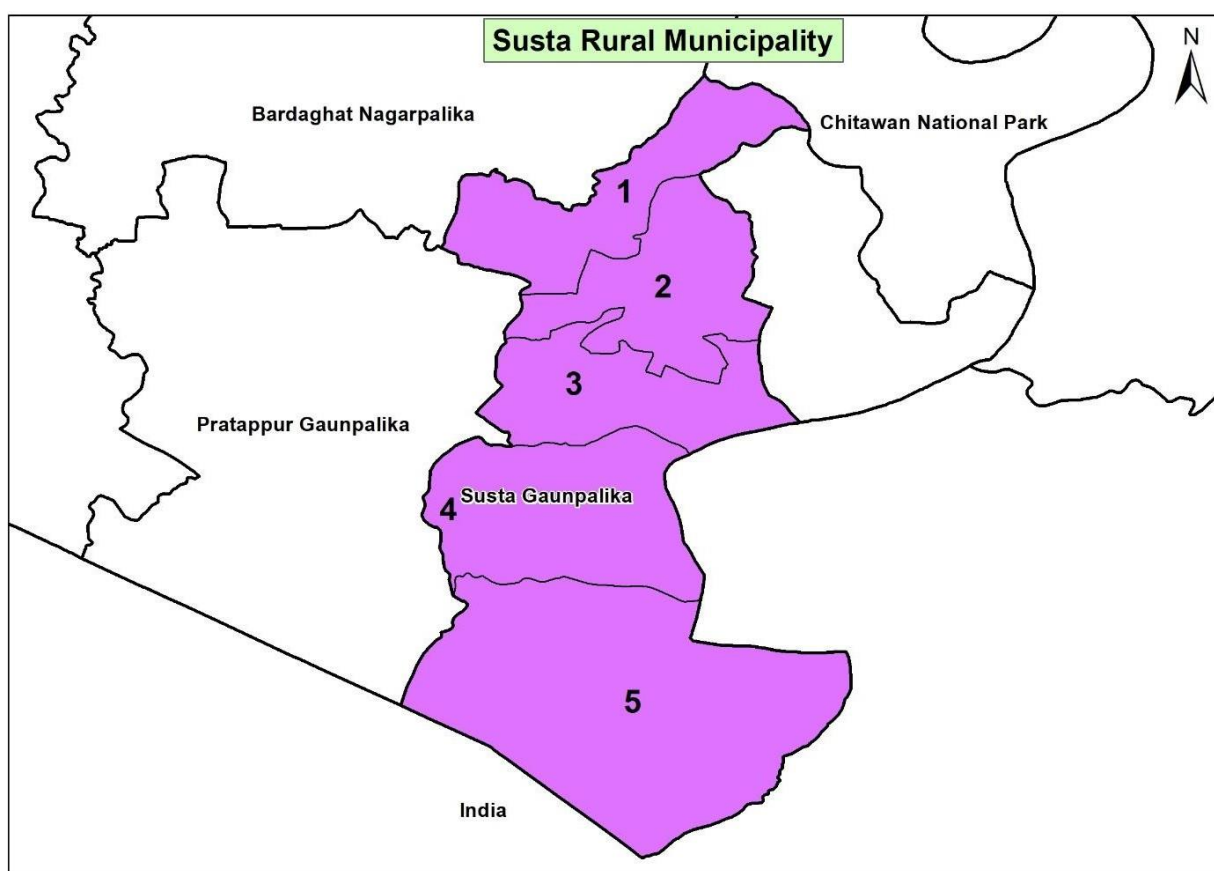 Susta Rural Municipality
N
Bardaghat Nagarpalika
Chitawan National Park
1
2
3
Pratappur Gaunpalika
4
Susta Gaunpalika
5
India